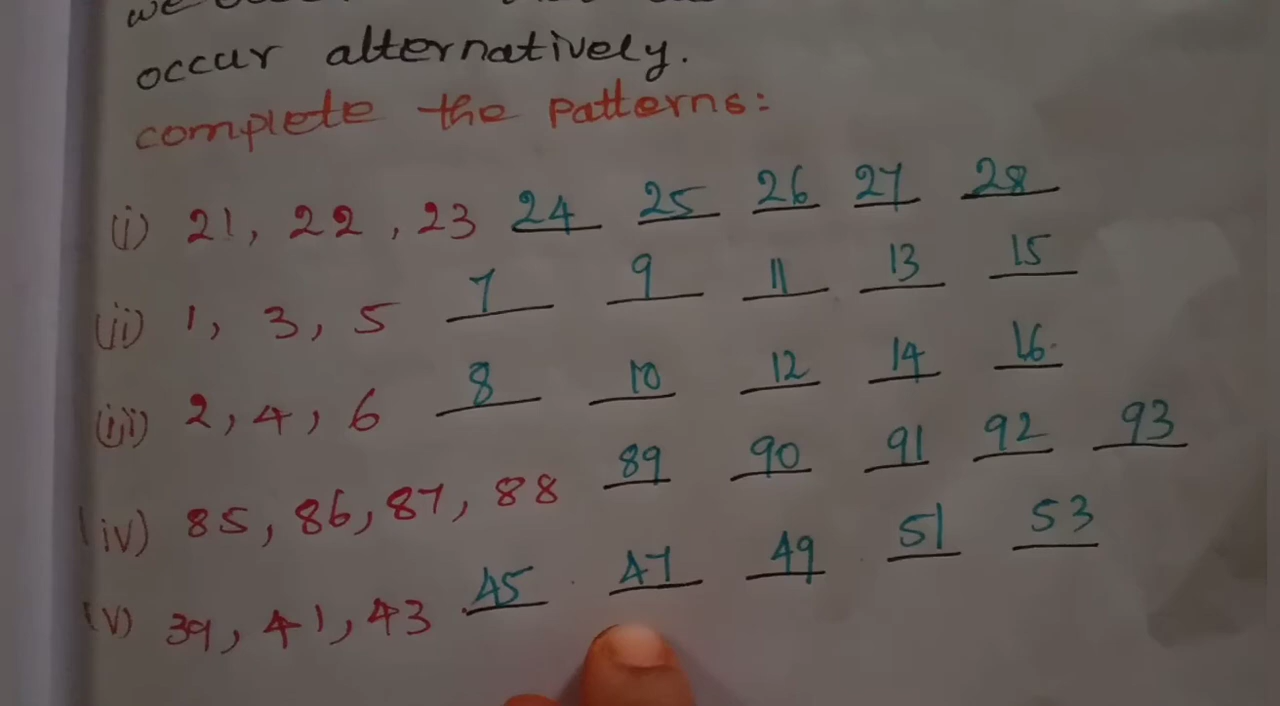 we
occur alternatively.
complete the patterns:
(i) 21, 22, 23 24 25 26 27 28
(ii) 1, 3, 5 7 9 11 13 15
(iii) 2, 4, 6 8 10 12 14 16
(iv) 85, 86, 87, 88 89 90 91 92 93
(v) 39, 41, 43 45 47 49 51 53